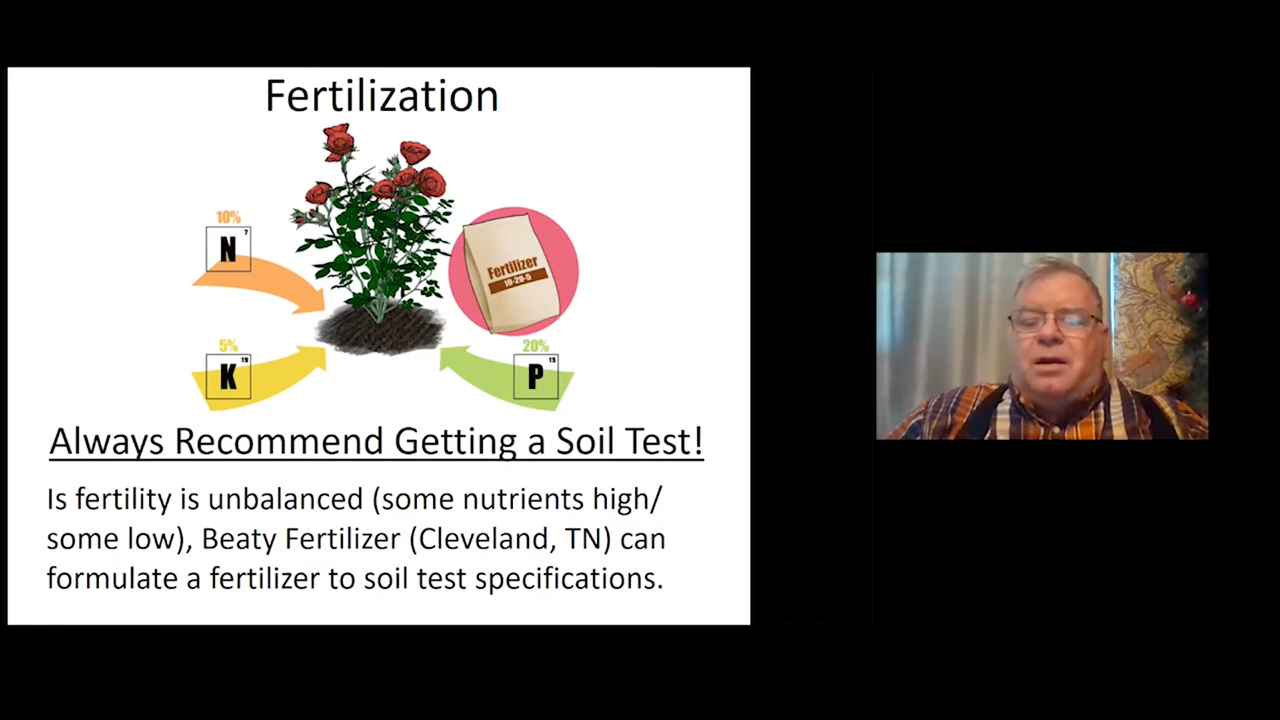 Fertilization
10%
N
7
Fertilizer
10-20-5
5%
K
19
20%
P
15
Always Recommend Getting a Soil Test!
Is fertility is unbalanced (some nutrients high/
some low), Beaty Fertilizer (Cleveland, TN) can
formulate a fertilizer to soil test specifications.